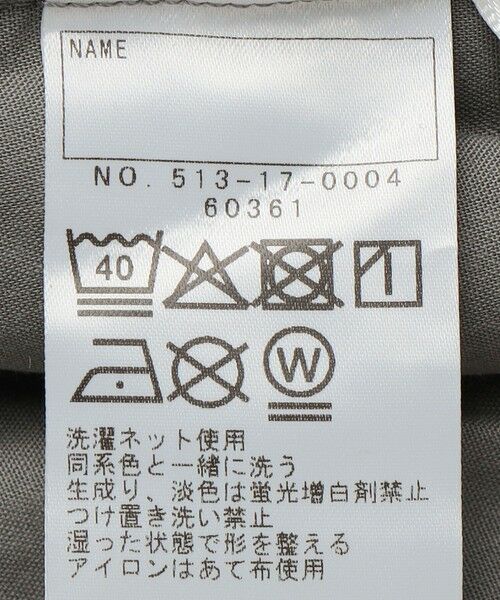 NAME
NO. 513-17-0004
60361
40
W
洗濯ネット使用
同系色と一緒に洗う
生成り、淡色は蛍光増白剤禁止
つけ置き洗い禁止
湿った状態で形を整える
アイロンはあて布使用